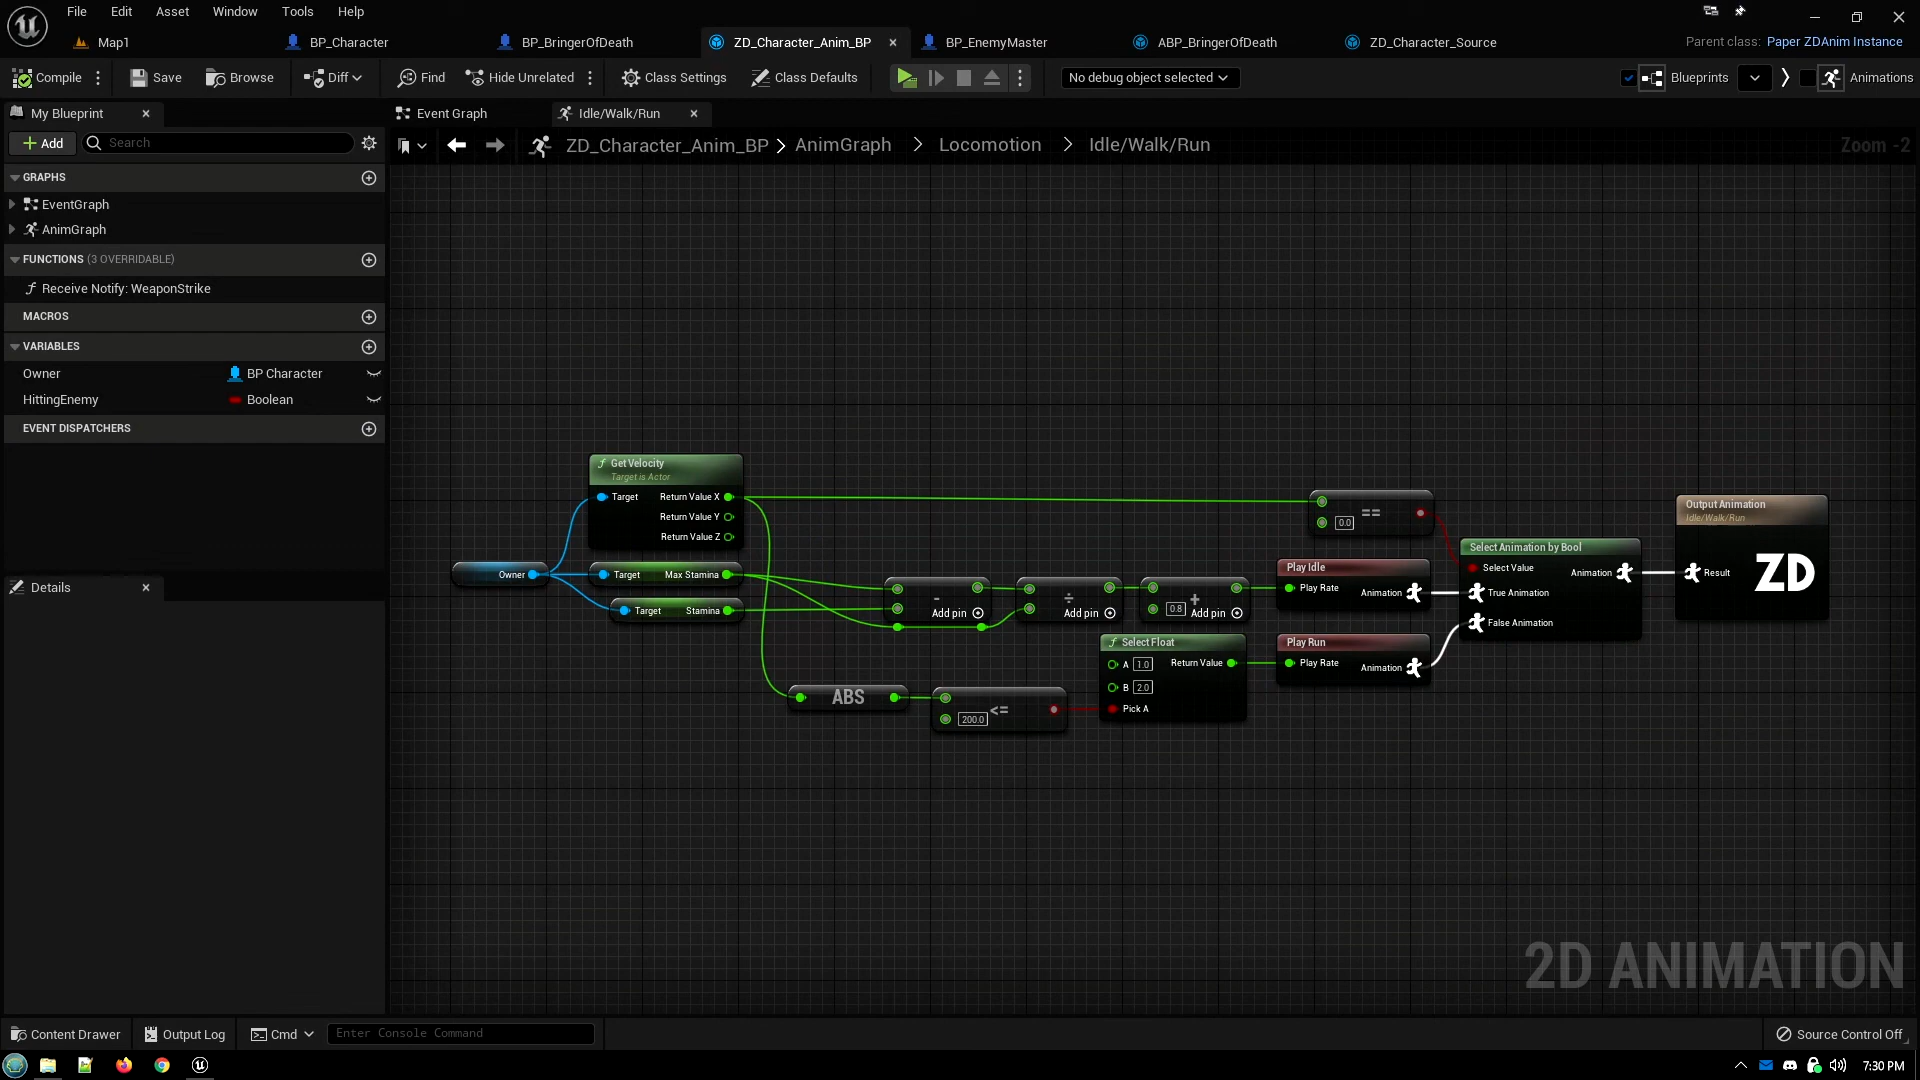 File Edit Asset Window Tools Help
Map1 BP_Character BP_BringerOfDeath ZD_Character_Anim_BP BP_EnemyMaster ABP_BringerOfDeath ZD_Character_Source Parent class: Paper ZDAnim Instance
Compile Save Browse Diff Find Hide Unrelated Class Settings Class Defaults No debug object selected Blueprints Animations
My Blueprint Event Graph Idle/Walk/Run
Add Search ZD_Character_Anim_BP AnimGraph Locomotion Idle/Walk/Run Zoom -2
GRAPHS
EventGraph
AnimGraph
FUNCTIONS (3 OVERRIDABLE)
Receive Notify: WeaponStrike
MACROS
VARIABLES
Owner BP Character
HittingEnemy Boolean
EVENT DISPATCHERS
Details
Get Velocity
Target is Actor
Target Return Value X
Return Value Y
Return Value Z
Owner
Target Max Stamina
Target Stamina
-
Add pin
÷
Add pin
+
0.8 Add pin
ABS
<=
200.0
Select Float
A 1.0 Return Value
B 2.0
Pick A
==
0.0
Play Idle
Play Rate
Animation
Play Run
Play Rate
Animation
Select Animation by Bool
Select Value Animation
True Animation
False Animation
Output Animation
Idle/Walk/Run
Result ZD
2D ANIMATION
Content Drawer Output Log Cmd Enter Console Command Source Control Off
7:30 PM